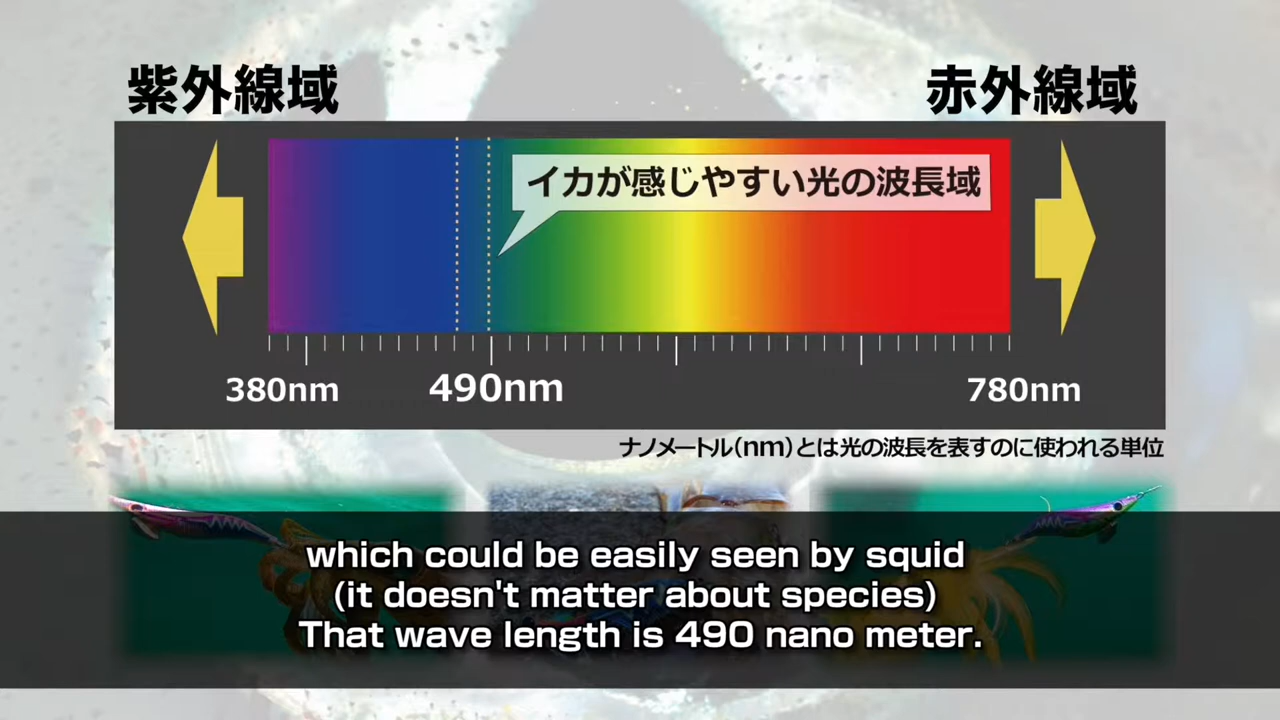 紫外線域
赤外線域
イカが感じやすい光の波長域
380nm
490nm
780nm
ナノメートル(nm)とは光の波長を表すのに使われる単位
which could be easily seen by squid
(it doesn't matter about species)
That wave length is 490 nano meter.